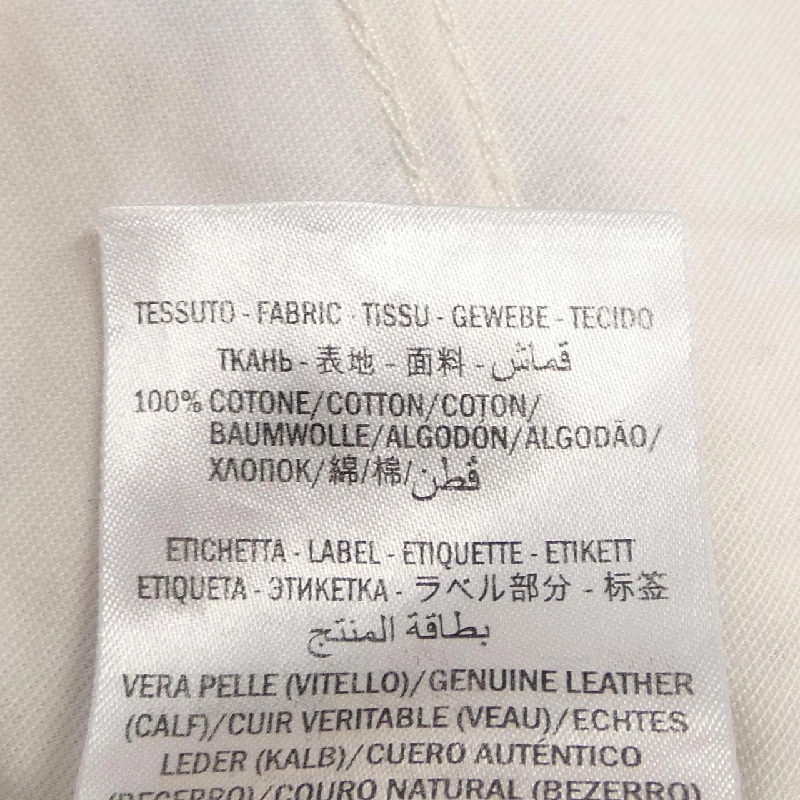 TESSUTO - FABRIC - TISSU - GEWEBE - TECIDO
ТКАНЬ - 表地 - 面料 - قماش
100% COTONE/COTTON/COTON/
BAUMWOLLE/ALGODÓN/ALGODÃO/
ХЛОПОК/綿/棉/قطن
ETICHETTA - LABEL - ETIQUETTE - ETIKETT
ETIQUETA - ЭТИКЕТКА - ラベル部分 - 标签
بطاقة المنتج
VERA PELLE (VITELLO)/GENUINE LEATHER
(CALF)/CUIR VERITABLE (VEAU)/ECHTES
LEDER (KALB)/CUERO AUTÉNTICO
(BECERRO)/COURO NATURAL (BEZERRO)